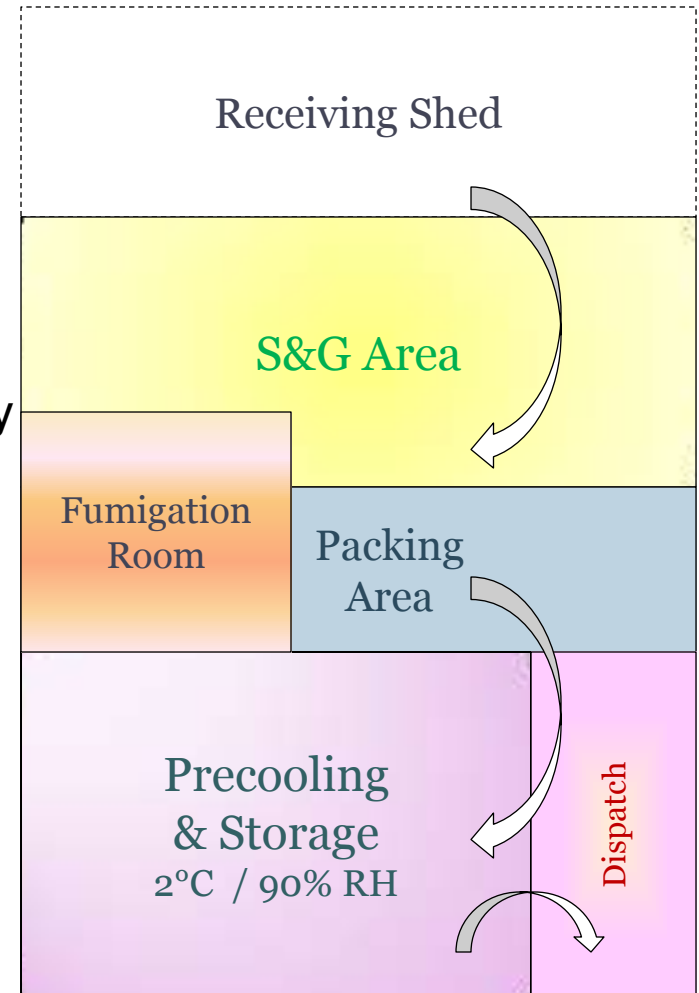 Receiving Shed
S&G Area
y
Fumigation
Room
Packing
Area
Precooling
& Storage
2°C / 90% RH
Dispatch